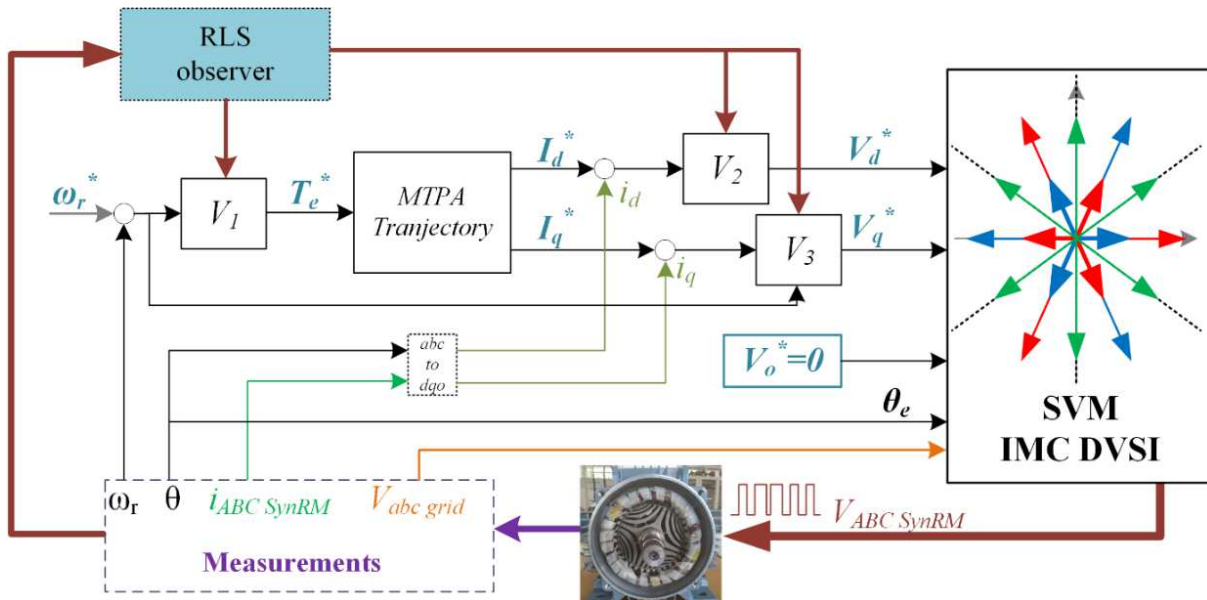 RLS
observer
ωr*
V1
Te*
MTPA
Tranjectory
Id*
Iq*
id
iq
V2
V3
Vd*
Vq*
abc
to
dqo
Vo*=0
θe
SVM
IMC DVSI
ωr
θ
iABC SynRM
Vabc grid
Measurements
VABC SynRM